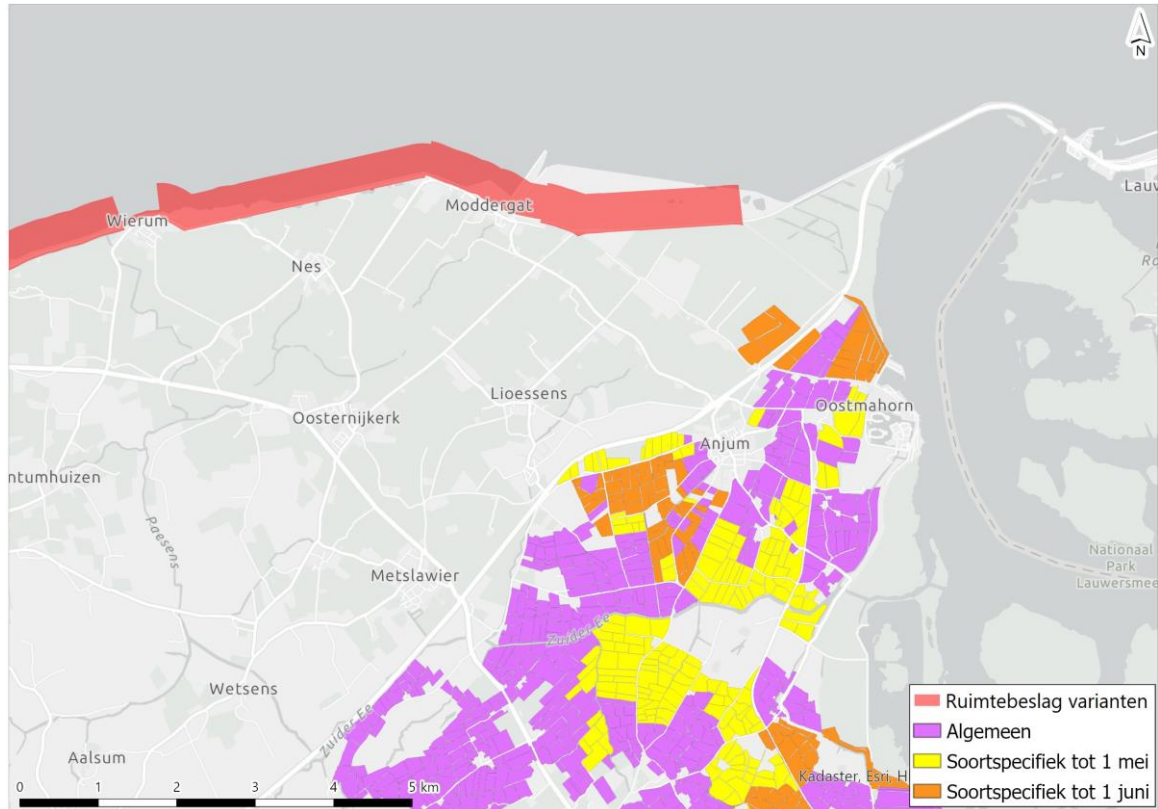 N
Lauw
Wierum
Moddergat
Nes
Lioessens
Oostmahorn
Oosternijkerk
Anjum
ntumhuizen
Paesens
Metslawier
Nationaal
Park
Lauwersmee
Zuider Ee
Wetsens
Zuider Ee
Aalsum
Kadaster, Esri, H
0 1 2 3 4 5 km
Ruimtebeslag varianten
Algemeen
Soortspecifiek tot 1 mei
Soortspecifiek tot 1 juni